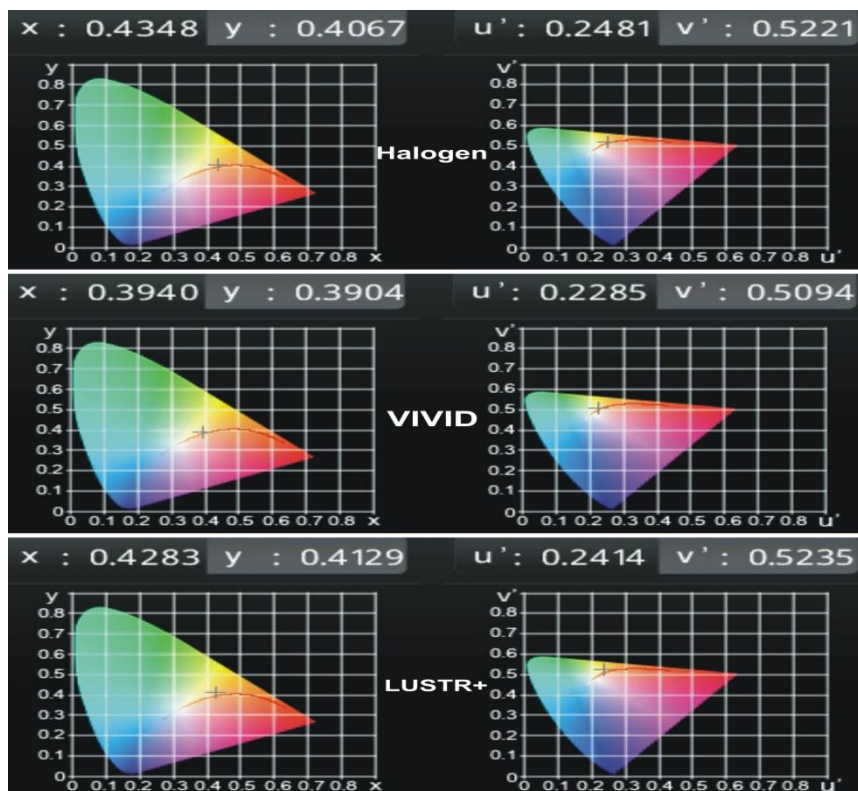 x : 0.4348 y : 0.4067 u' : 0.2481 v' : 0.5221
y v'
0.8 0.8
0.7 0.7
0.6 0.6
0.5 0.5
0.4 Halogen 0.4
0.3 0.3
0.2 0.2
0.1 0.1
0 0
0 0.1 0.2 0.3 0.4 0.5 0.6 0.7 0.8 x 0 0.1 0.2 0.3 0.4 0.5 0.6 0.7 0.8 u'
x : 0.3940 y : 0.3904 u' : 0.2285 v' : 0.5094
y v'
0.8 0.8
0.7 0.7
0.6 0.6
0.5 0.5
0.4 VIVID 0.4
0.3 0.3
0.2 0.2
0.1 0.1
0 0.1 0.2 0.3 0.4 0.5 0.6 0.7 0.8 x 0 0.1 0.2 0.3 0.4 0.5 0.6 0.7 0.8 u'
x : 0.4283 y : 0.4129 u' : 0.2414 v' : 0.5235
y v'
0.8 0.8
0.7 0.7
0.6 0.6
0.5 0.5
0.4 LUSTR+ 0.4
0.3 0.3
0.2 0.2
0.1 0.1
0 0
0 0.1 0.2 0.3 0.4 0.5 0.6 0.7 0.8 x 0 0.1 0.2 0.3 0.4 0.5 0.6 0.7 0.8 u'